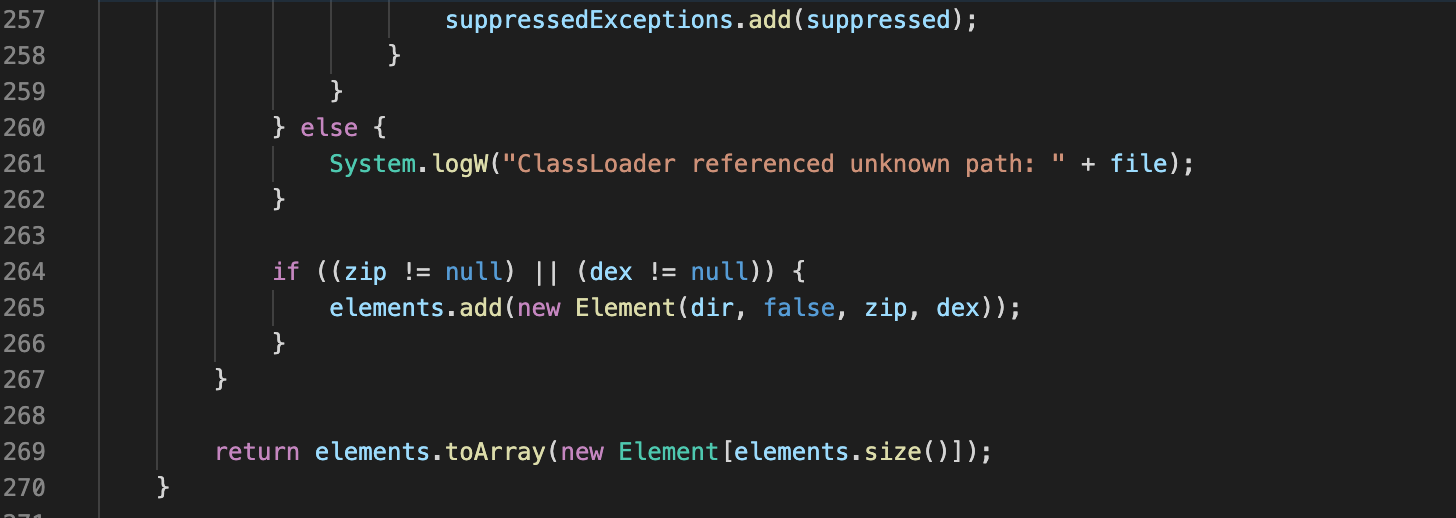 257 suppressedExceptions.add(suppressed);
258 }
259 }
260 } else {
261 System.logW("ClassLoader referenced unknown path: " + file);
262 }
263
264 if ((zip != null) || (dex != null)) {
265 elements.add(new Element(dir, false, zip, dex));
266 }
267 }
268
269 return elements.toArray(new Element[elements.size()]);
270 }
271